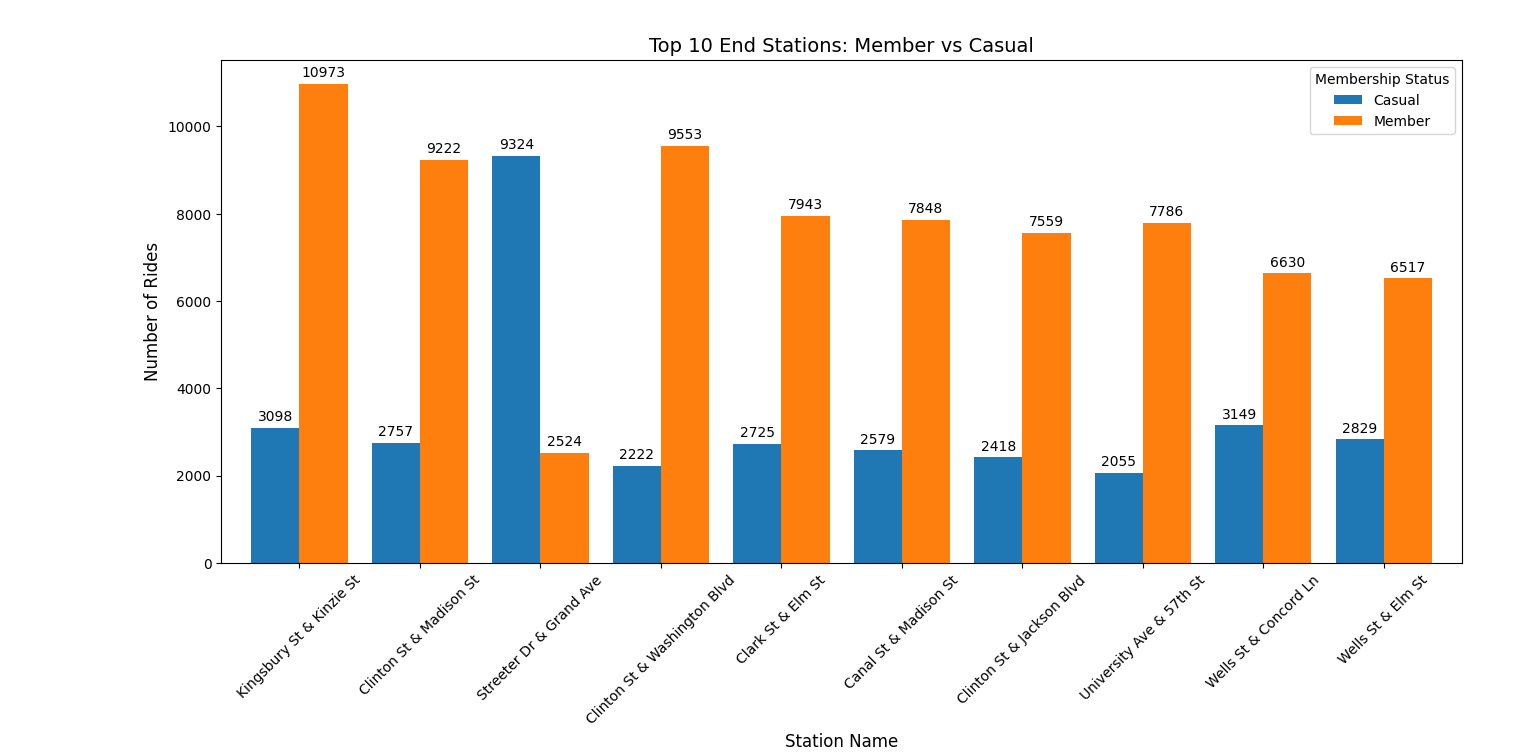 Top 10 End Stations: Member vs Casual
Membership Status
Casual
Member
Number of Rides
10000
8000
6000
4000
2000
0
3098
10973
2757
9222
9324
2524
2222
9553
2725
7943
2579
7848
2418
7559
2055
7786
3149
6630
2829
6517
Kingsbury St & Kinzie St
Clinton St & Madison St
Streeter Dr & Grand Ave
Clinton St & Washington Blvd
Clark St & Elm St
Canal St & Madison St
Clinton St & Jackson Blvd
University Ave & 57th St
Wells St & Concord Ln
Wells St & Elm St
Station Name